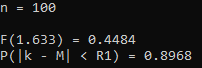 n = 100
F(1.633) = 0.4484
P(|k - M| < R1) = 0.8968